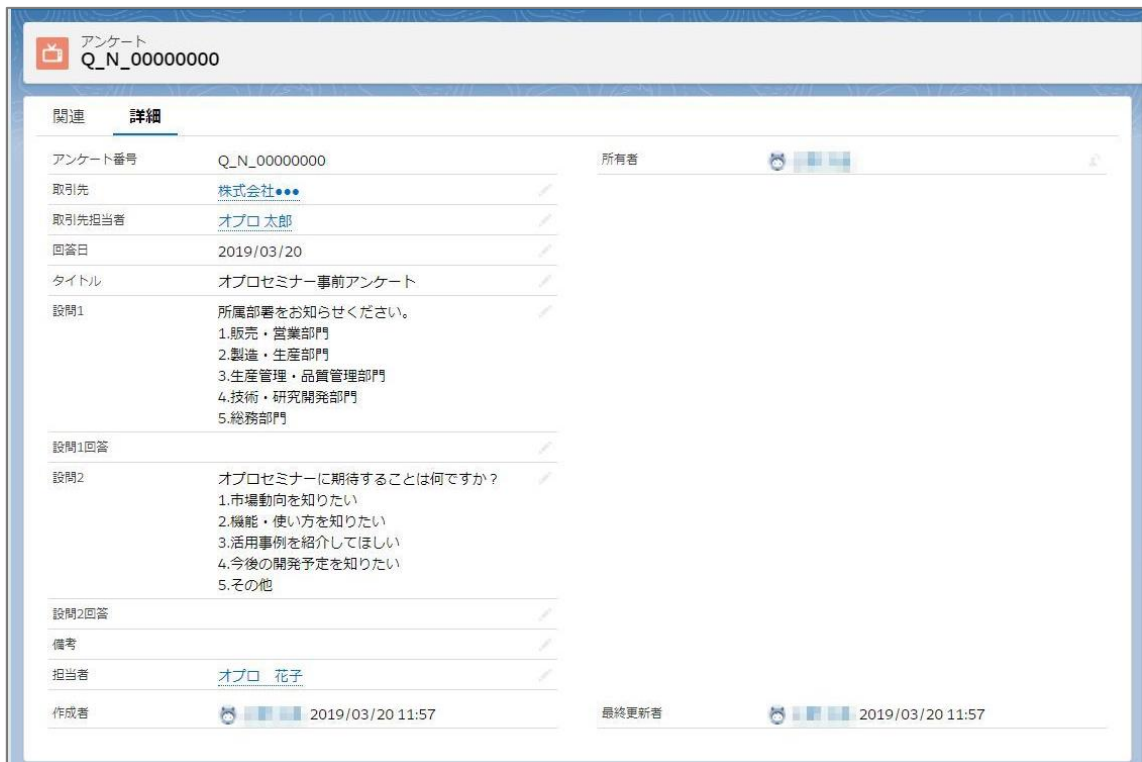 アンケート
Q_N_00000000
関連 詳細
アンケート番号 Q_N_00000000 所有者
取引先 株式会社●●●
取引先担当者 オプロ 太郎
回答日 2019/03/20
タイトル オプロセミナー事前アンケート
設問1 所属部署をお知らせください。
1.販売・営業部門
2.製造・生産部門
3.生産管理・品質管理部門
4.技術・研究開発部門
5.総務部門
設問1回答
設問2 オプロセミナーに期待することは何ですか？
1.市場動向を知りたい
2.機能・使い方を知りたい
3.活用事例を紹介してほしい
4.今後の開発予定を知りたい
5.その他
設問2回答
備考
担当者 オプロ　花子
作成者 2019/03/20 11:57 最終更新者 2019/03/20 11:57